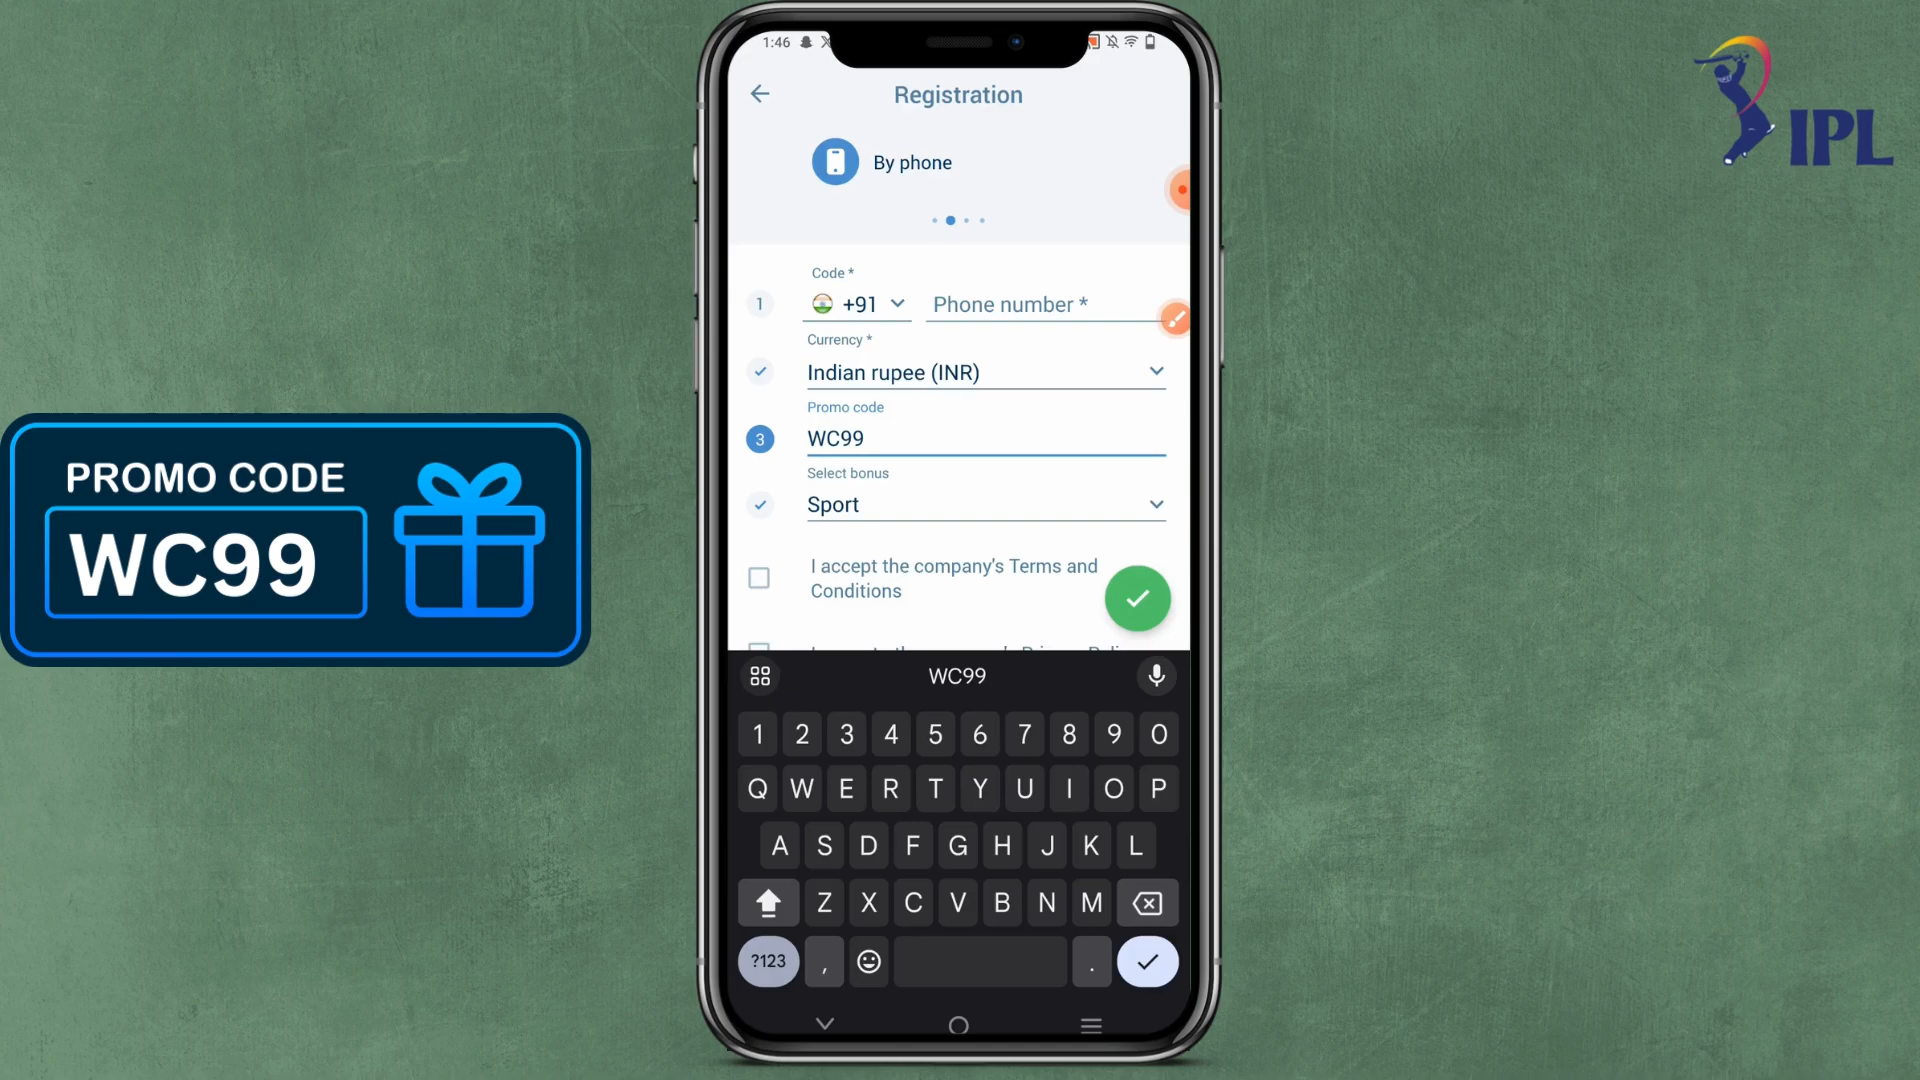 1:46
Registration
By phone
Code *
1
+91
Phone number *
Currency *
Indian rupee (INR)
Promo code
3
WC99
Select bonus
Sport
I accept the company's Terms and
Conditions
WC99
1 2 3 4 5 6 7 8 9 0
Q W E R T Y U I O P
A S D F G H J K L
Z X C V B N M
?123 , .
PROMO CODE
WC99
IPL